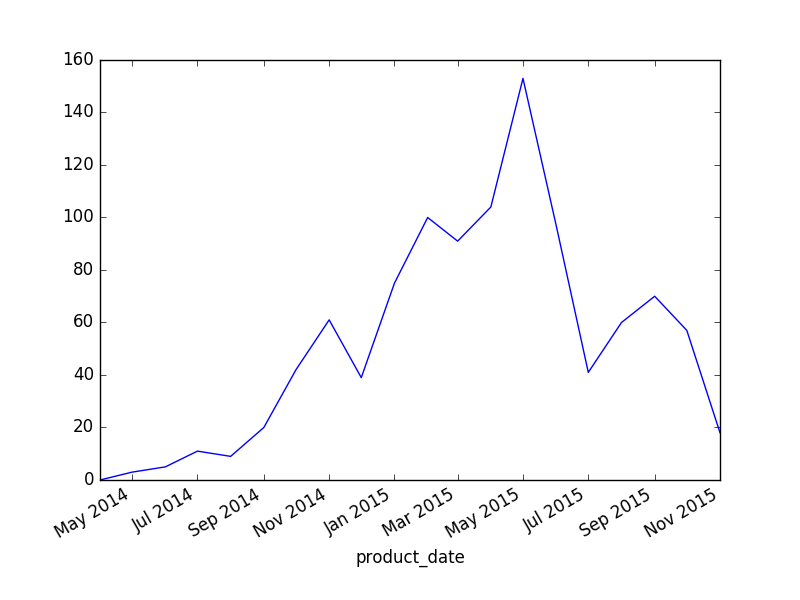 160
140
120
100
80
60
40
20
0
May 2014
Jul 2014
Sep 2014
Nov 2014
Jan 2015
Mar 2015
May 2015
Jul 2015
Sep 2015
Nov 2015
product_date